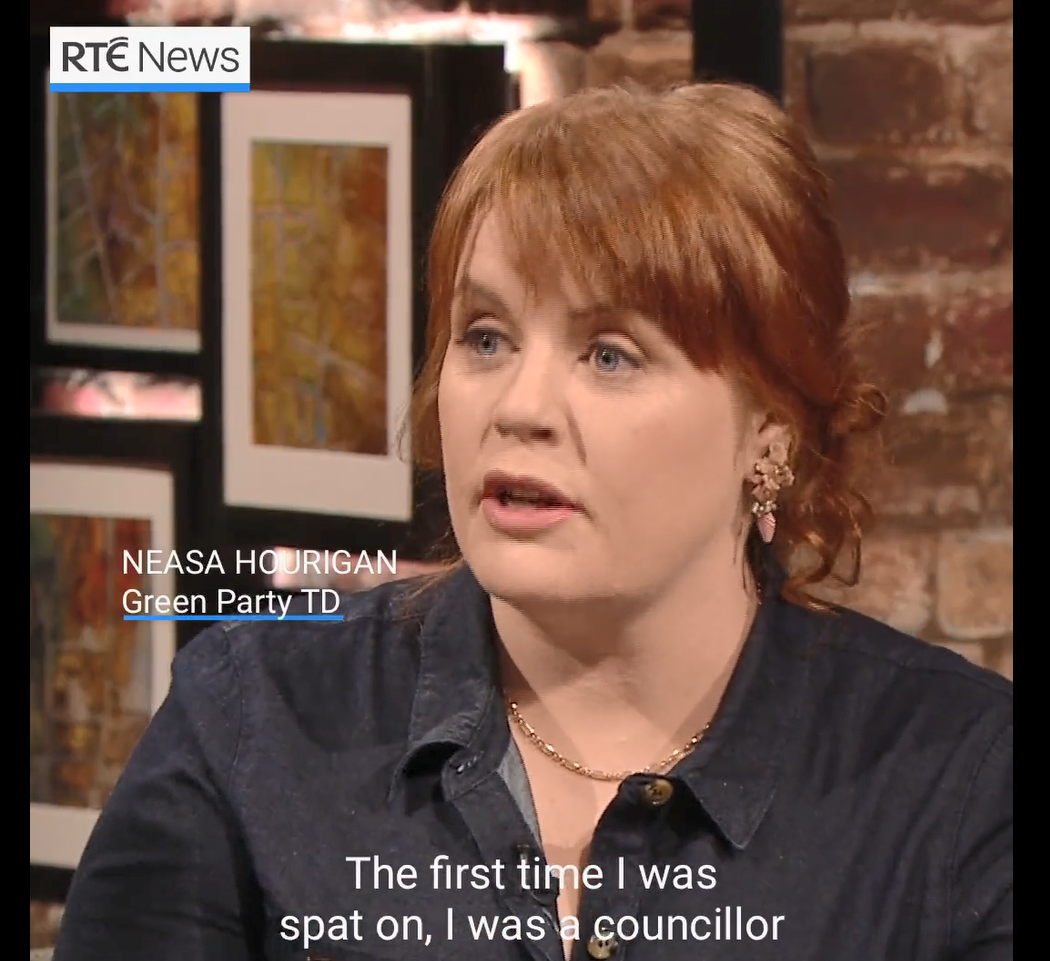 RTÉ News
NEASA HOURIGAN
Green Party TD
The first time I was
spat on, I was a councillor